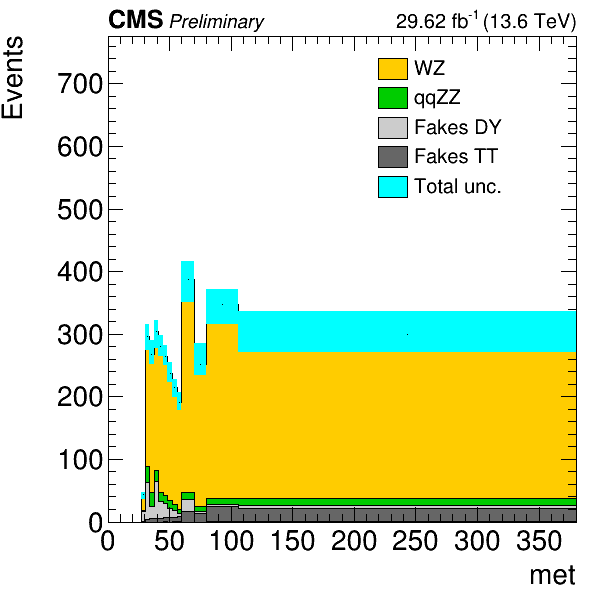 CMS Preliminary 29.62 fb⁻¹ (13.6 TeV)
Events
700
600
500
400
300
200
100
0
WZ
qqZZ
Fakes DY
Fakes TT
Total unc.
0 50 100 150 200 250 300 350
met